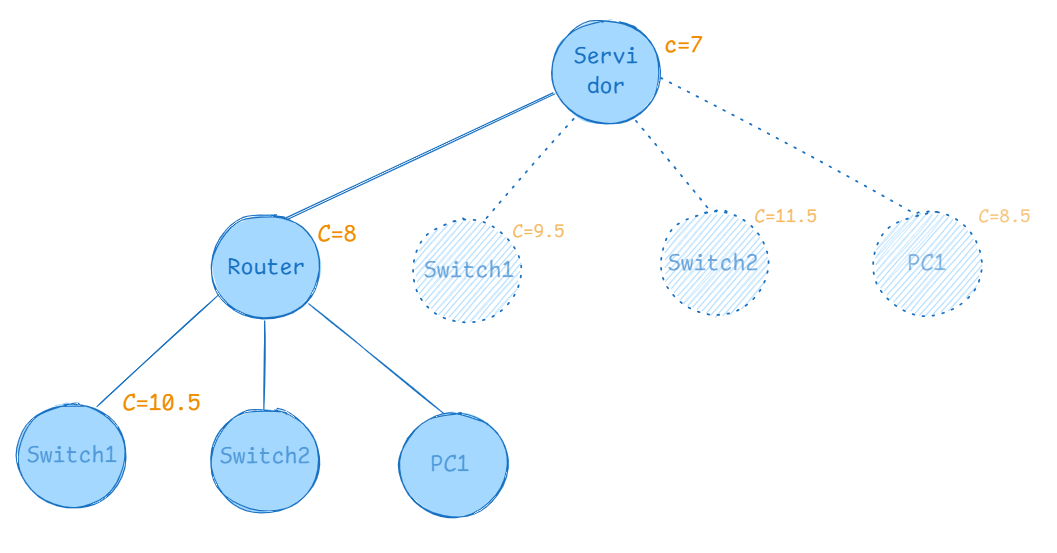 Servi
dor
c=7
Router
C=8
Switch1
C=9.5
Switch2
C=11.5
PC1
C=8.5
Switch1
C=10.5
Switch2
PC1